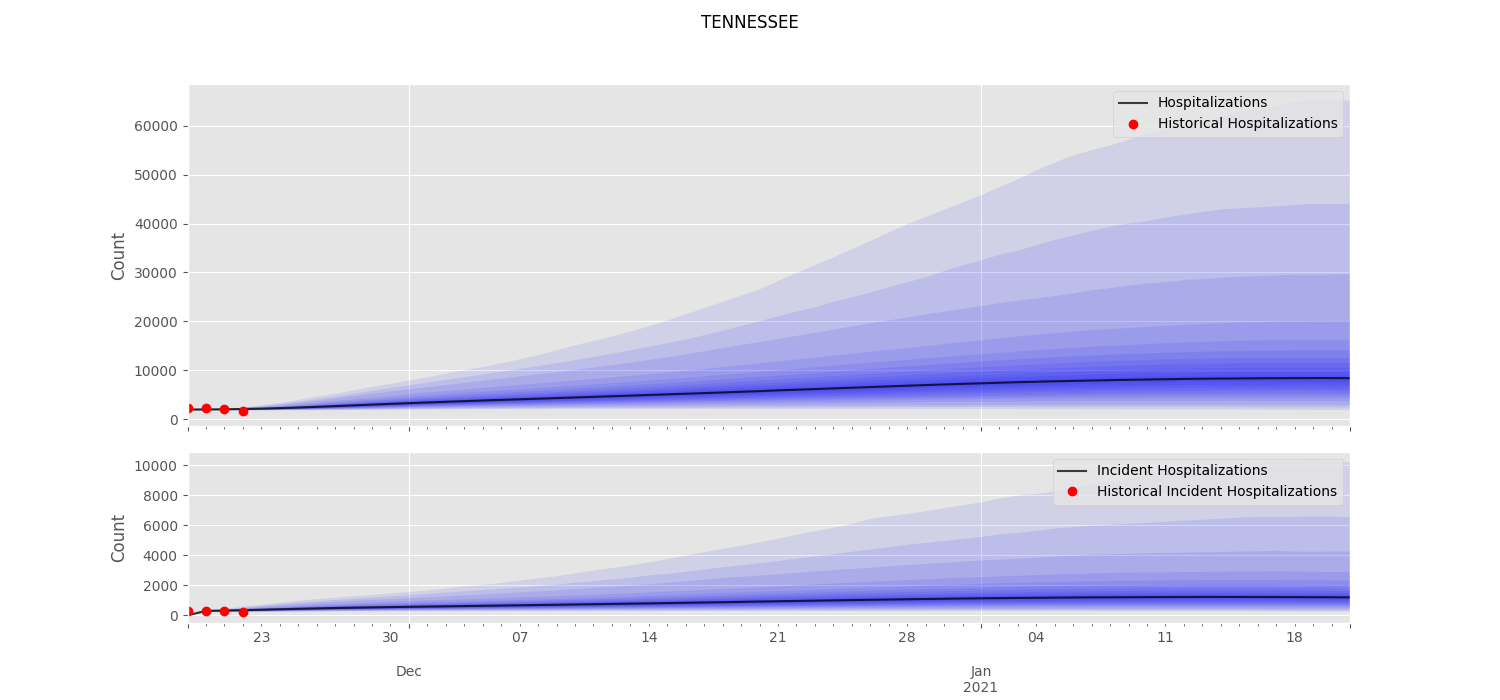 TENNESSEE
Hospitalizations
Historical Hospitalizations
60000
50000
40000
30000
20000
10000
0
Count
Incident Hospitalizations
Historical Incident Hospitalizations
10000
8000
6000
4000
2000
0
Count
23 30 07 14 21 28 04 11 18
Dec Jan
2021